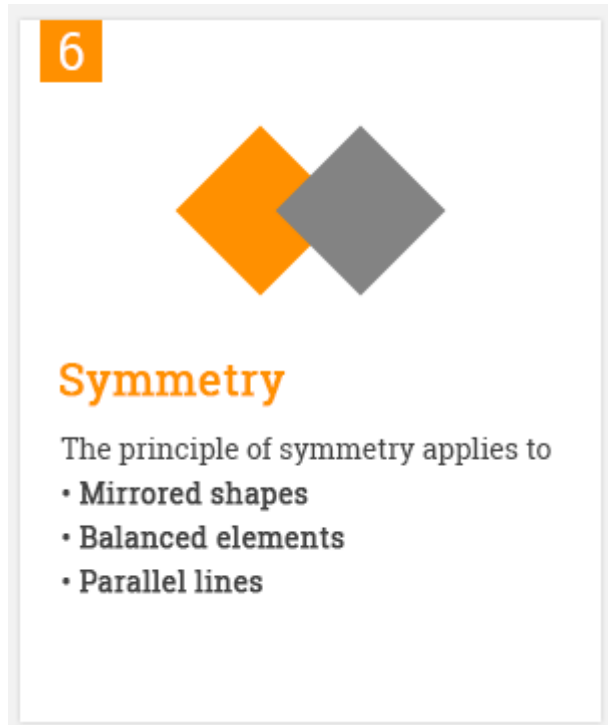 6
Symmetry
The principle of symmetry applies to
• Mirrored shapes
• Balanced elements
• Parallel lines